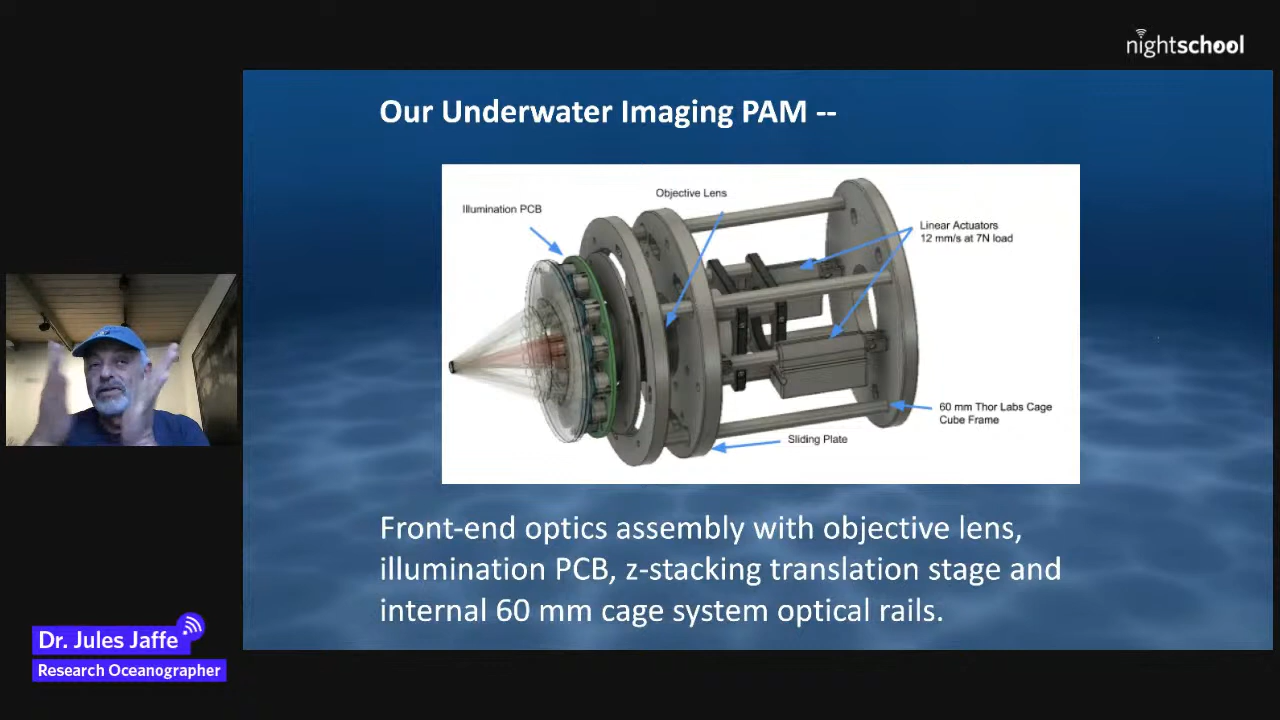 nightschool
Our Underwater Imaging PAM --
Illumination PCB
Objective Lens
Linear Actuators
12 mm/s at 7N load
60 mm Thor Labs Cage
Cube Frame
Sliding Plate
Front-end optics assembly with objective lens,
illumination PCB, z-stacking translation stage and
internal 60 mm cage system optical rails.
Dr. Jules Jaffe
Research Oceanographer